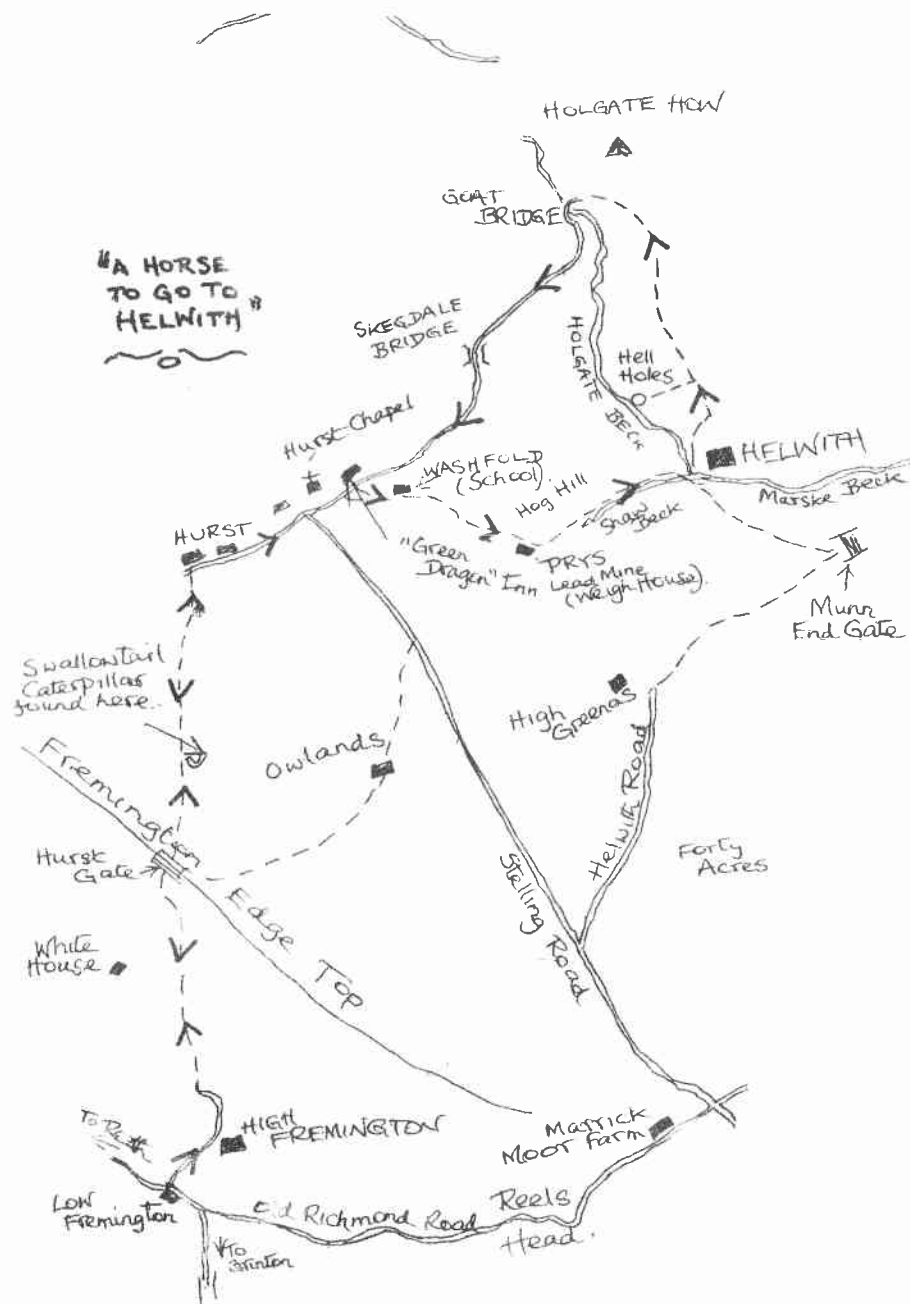 HOLGATE HOW
GOAT
BRIDGE
"A HORSE
TO GO TO
HELWITH"
SKEGDALE
BRIDGE
HOLGATE BECK
Hell
Holes
Hurst Chapel
HELWITH
WASHFOLD
(School)
Hog Hill
Marske Beck
Shaw
Beck
HURST
"Green
Dragon" Inn
PRYS
Lead Mine
(Weigh House)
Munn
End Gate
Swallowtail
Caterpillar
found here.
High
Greenas
Owlands
Fremington Edge Top
Hurst
Gate
Helwith Road
Forty
Acres
Stelling Road
White
House
HIGH
FREMINGTON
Marrick
Moor Farm
To
LOW
Fremington
Old Richmond Road
Reels
Head.
To
Grinton